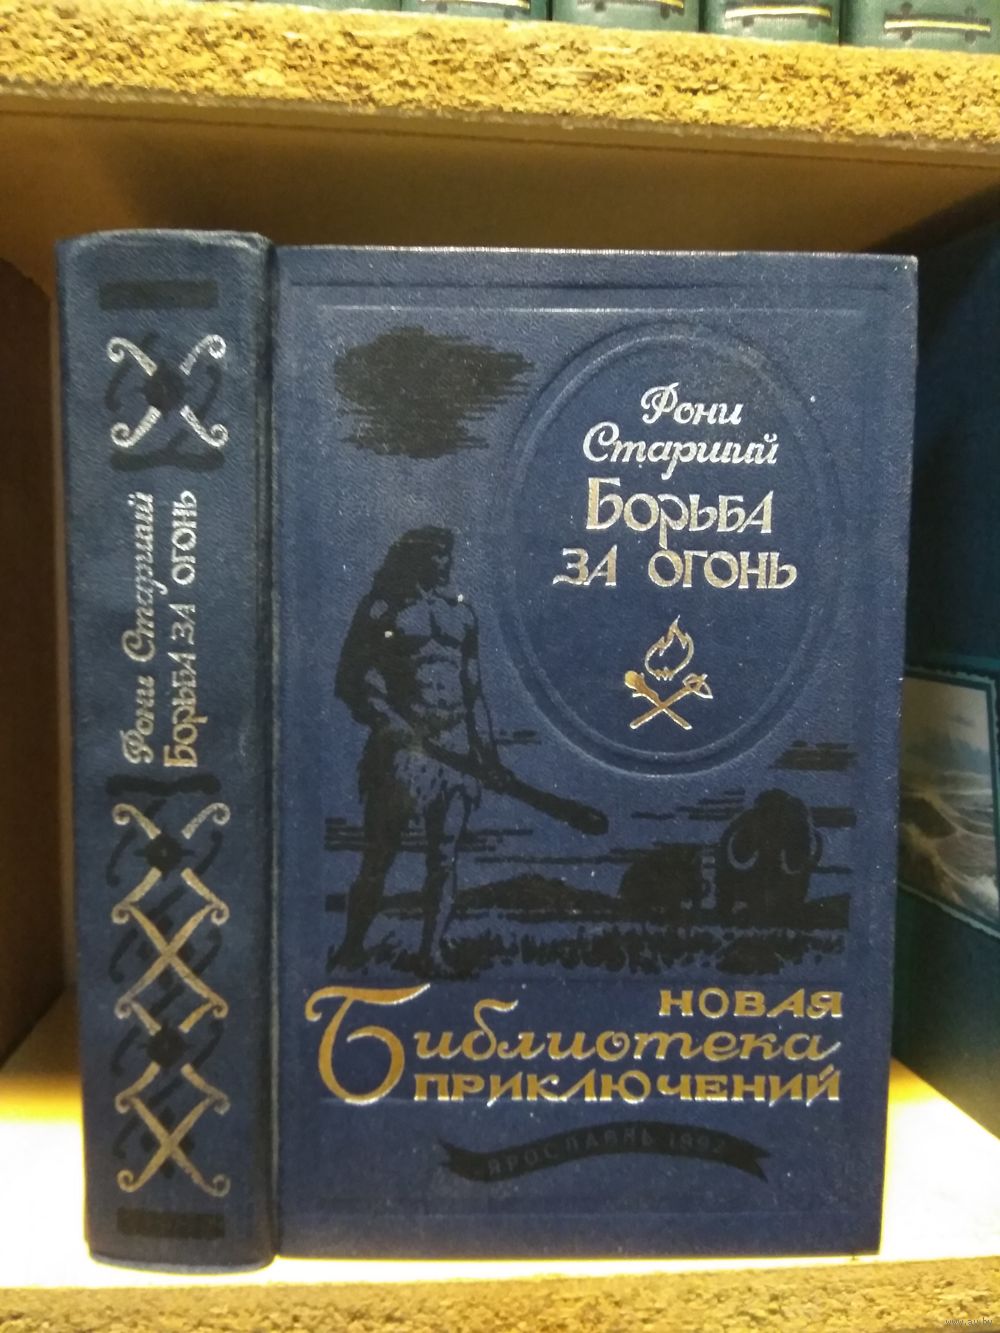 Рони Старший
Борьба за огонь
Рони
Старший
Борьба
за огонь
НОВАЯ
Библиотека
ПРИКЛЮЧЕНИЙ
ЯРОСЛАВЛЬ 1992